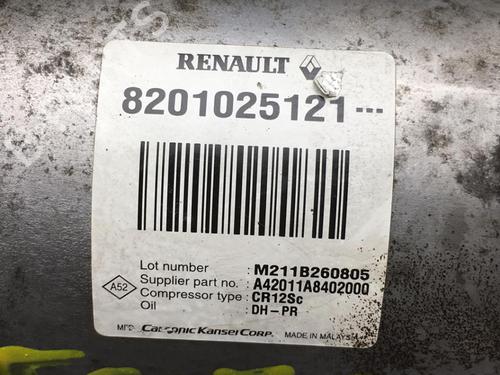 RENAULT
8201025121---
Lot number : M211B260805
Supplier part no. : A42011A8402000
Compressor type : CR12Sc
Oil : DH-PR
A52
MFD Calsonic Kansei CORP. MADE IN MALAYSIA